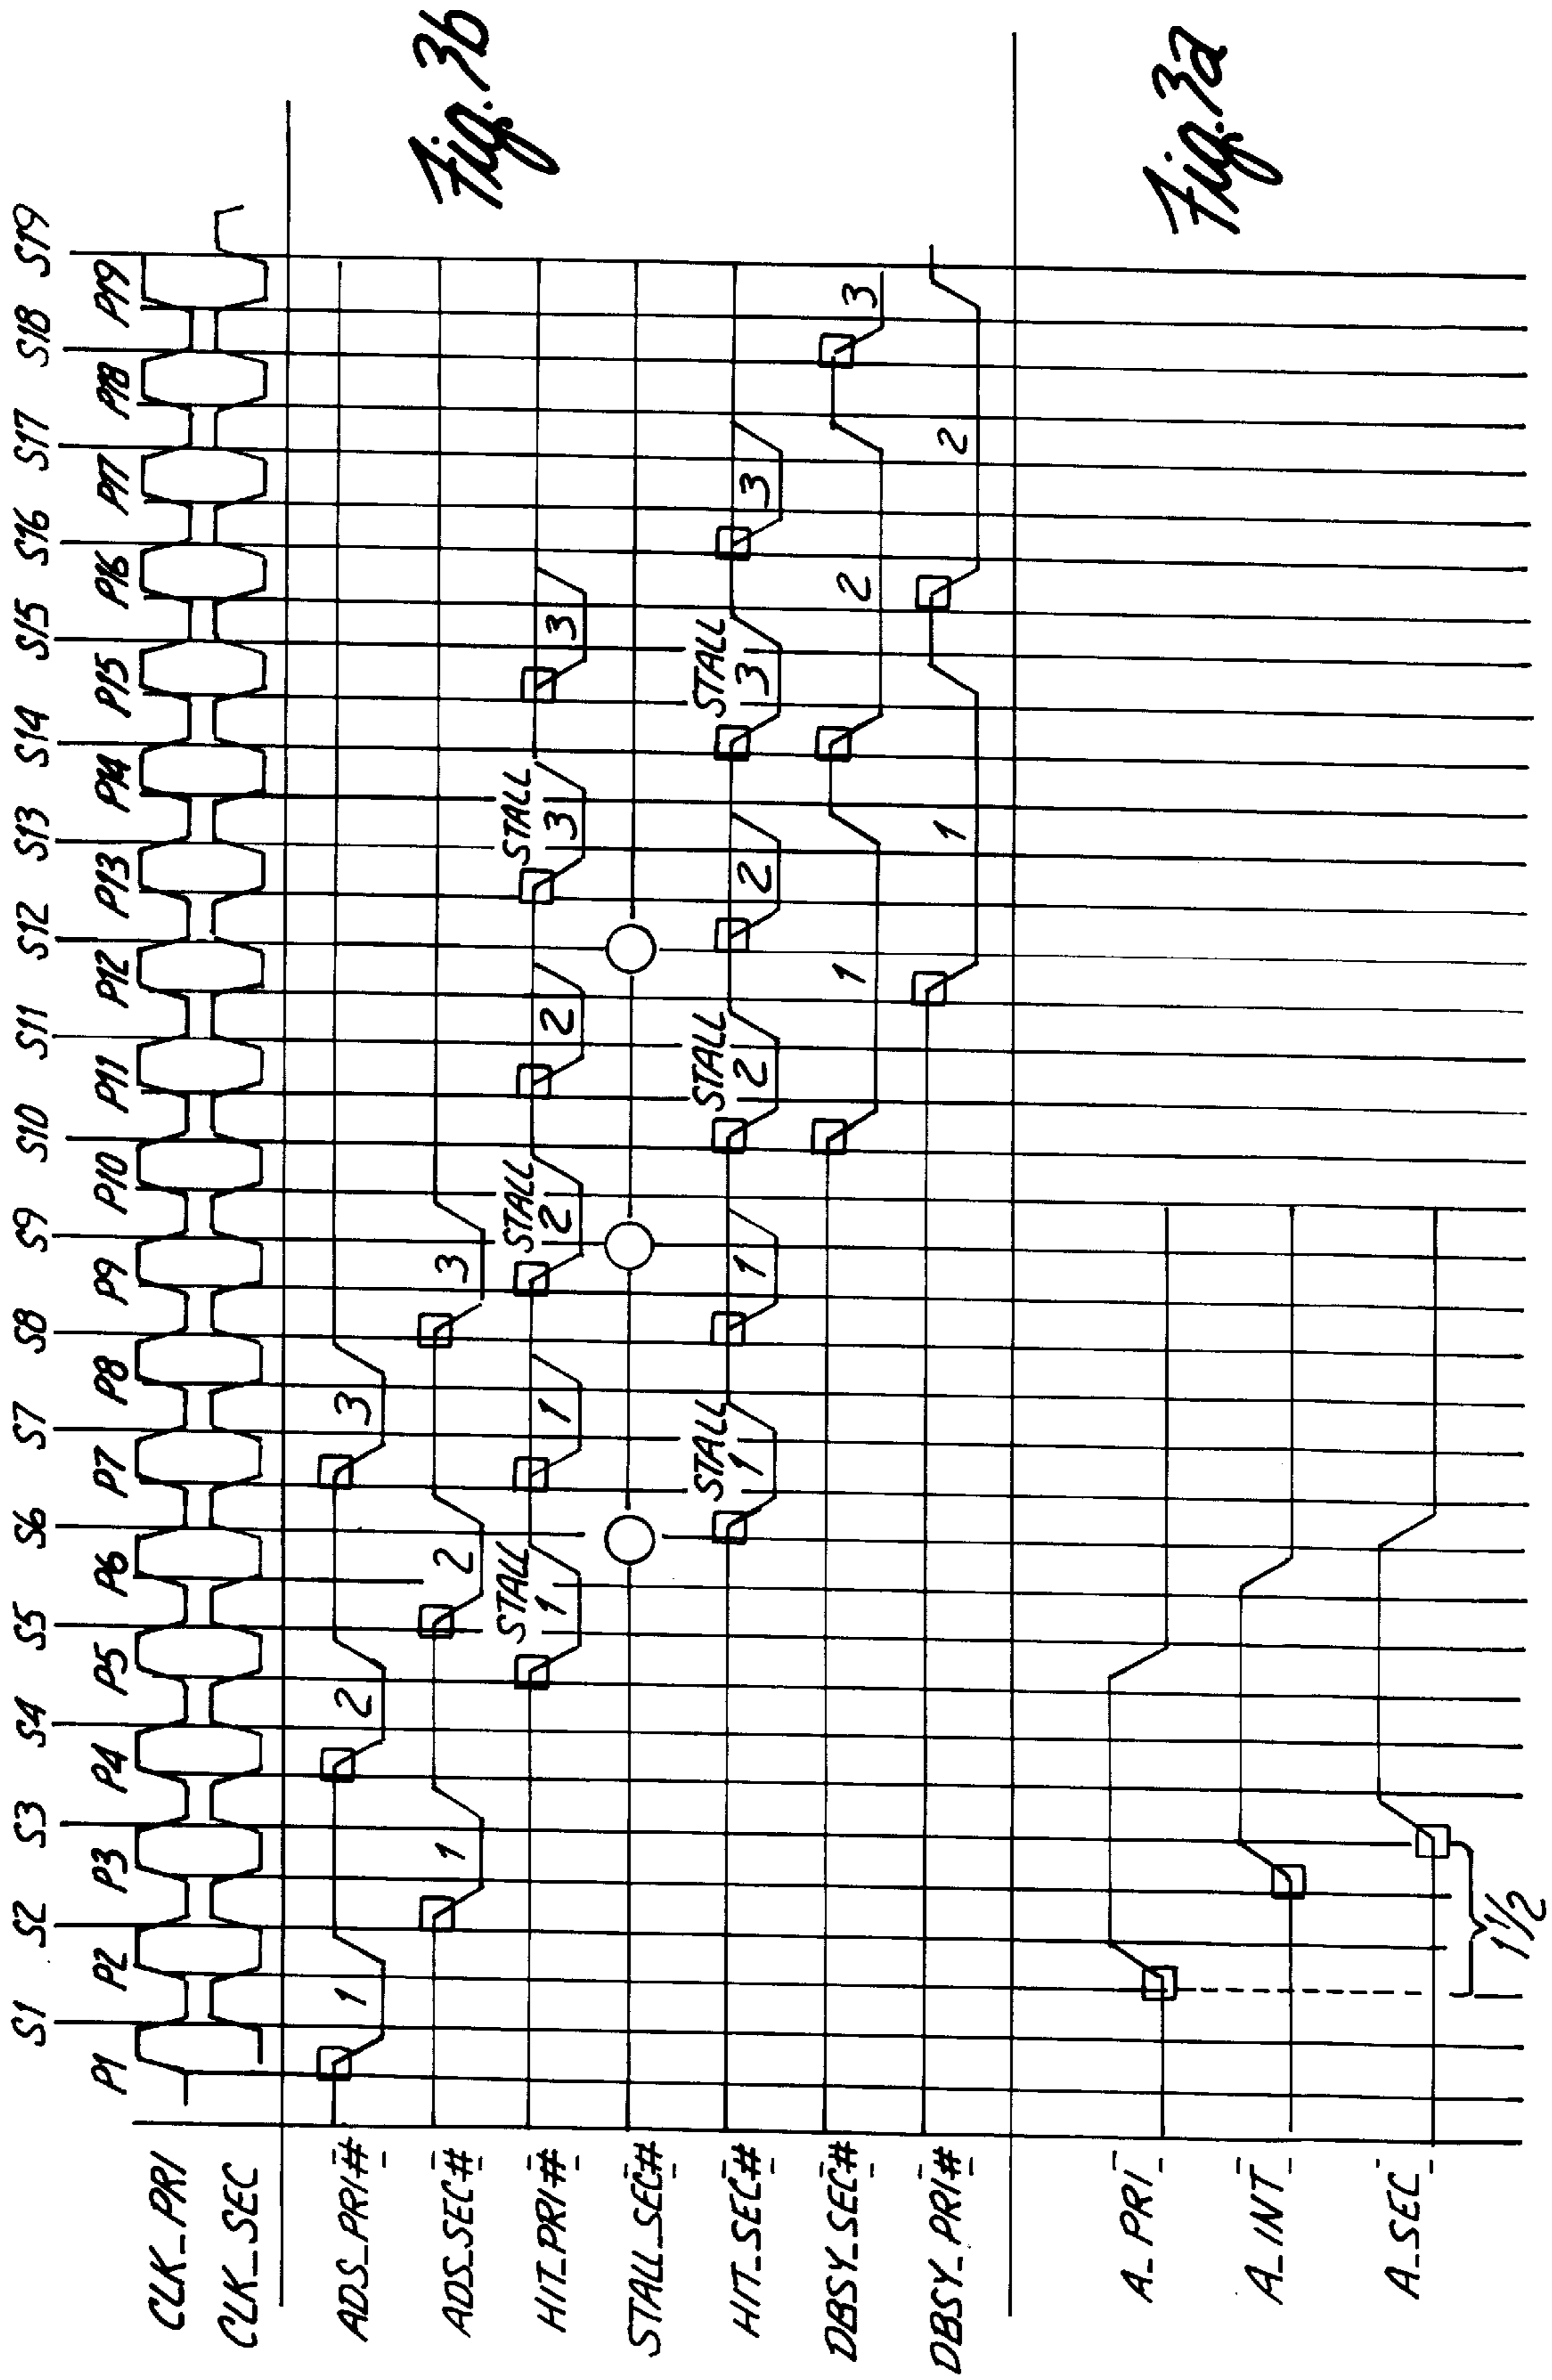 S1 S2 S3 S4 S5 S6 S7 S8 S9 S10 S11 S12 S13 S14 S15 S16 S17 S18 S19
P1 P2 P3 P4 P5 P6 P7 P8 P9 P10 P11 P12 P13 P14 P15 P16 P17 P18 P19
CLK_PRI
CLK_SEC
ADS_PRI# 1 2 3
ADS_SEC# 1 2 3
HIT_PRI# STALL 1 1 STALL 2 2 STALL 3 3
STALL_SEC#
HIT_SEC# STALL 1 1 STALL 2 2 STALL 3 3
DBSY_SEC# 1 2 3
DBSY_PRI# 1 2
Fig. 3b
A_PRI
A_INT
A_SEC
1 1/2
Fig. 3a